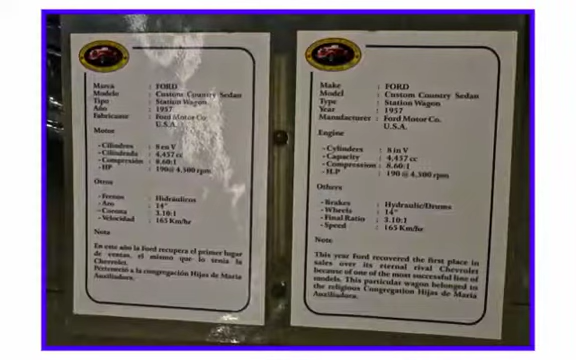 Marca : FORD
Modelo : Custom Country Sedan
Tipo : Station Wagon
Año : 1957
Fabricante : Ford Motor Co.
U.S.A.
Motor
- Cilindros : 8 en V
- Cilindrada : 4,457 cc
- Compresión : 8.60:1
- HP : 190@ 4,500 rpm
Otros
- Frenos : Hidráulicos
- Aro : 14"
- Corona : 3.10:1
- Velocidad : 165 Km/hr
Nota
En este año la Ford recupera el primer lugar
de ventas, el mismo que lo tenía la
Chevrolet.
Perteneció a la congregación Hijas de María
Auxiliadora.
Make : FORD
Model : Custom Country Sedan
Type : Station Wagon
Year : 1957
Manufacturer : Ford Motor Co.
U.S.A.
Engine
- Cylinders : 8 in V
- Capacity : 4,457 cc
- Compression : 8.60:1
- H.P : 190 @ 4,500 rpm
Others
- Brakes : Hydraulic/Drums
- Wheels : 14"
- Final Ratio : 3.10:1
- Speed : 165 Km/hr
Note
This year Ford recovered the first place in
sales over its eternal rival Chevrolet
because of one of the most successful line of
models. This particular wagon belonged to
the religious Congregation Hijas de María
Auxiliadora.